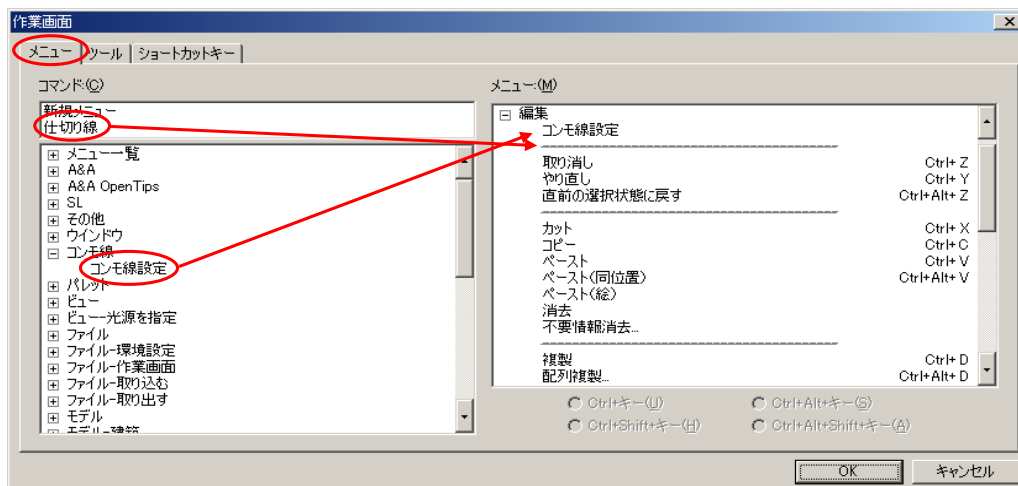 作業画面
メニュー ツール ショートカットキー
コマンド:(C)
新規メニュー
仕切り線
メニュー一覧
A&A
A&A OpenTips
SL
その他
ウインドウ
コンモ線
コンモ線設定
パレット
ビュー
ビュー-光源を指定
ファイル
ファイル-環境設定
ファイル-作業画面
ファイル-取り込む
ファイル-取り出す
モデル
モデル-建築
メニュー:(M)
編集
コンモ線設定
取り消し Ctrl+ Z
やり直し Ctrl+ Y
直前の選択状態に戻す Ctrl+Alt+ Z
カット Ctrl+ X
コピー Ctrl+ C
ペースト Ctrl+ V
ペースト(同位置) Ctrl+Alt+ V
ペースト(絵)
消去
不要情報消去...
複製 Ctrl+ D
配列複製... Ctrl+Alt+ D
Ctrl+キー(U) Ctrl+Alt+キー(S)
Ctrl+Shift+キー(H) Ctrl+Alt+Shift+キー(A)
OK キャンセル